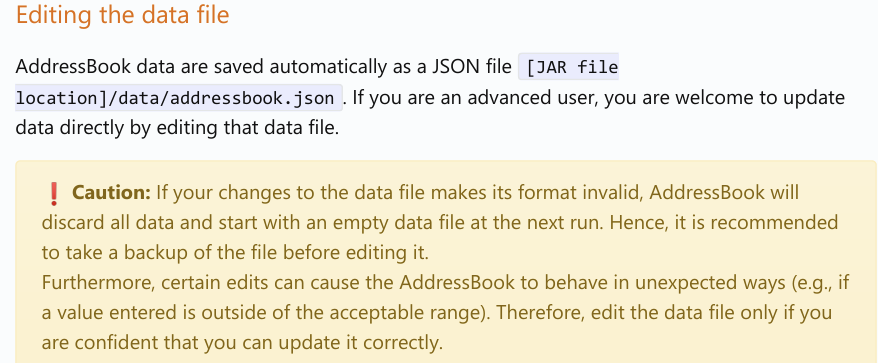 Editing the data file
AddressBook data are saved automatically as a JSON file [JAR file
location]/data/addressbook.json . If you are an advanced user, you are welcome to update
data directly by editing that data file.
❗ Caution: If your changes to the data file makes its format invalid, AddressBook will
discard all data and start with an empty data file at the next run. Hence, it is recommended
to take a backup of the file before editing it.
Furthermore, certain edits can cause the AddressBook to behave in unexpected ways (e.g., if
a value entered is outside of the acceptable range). Therefore, edit the data file only if you
are confident that you can update it correctly.